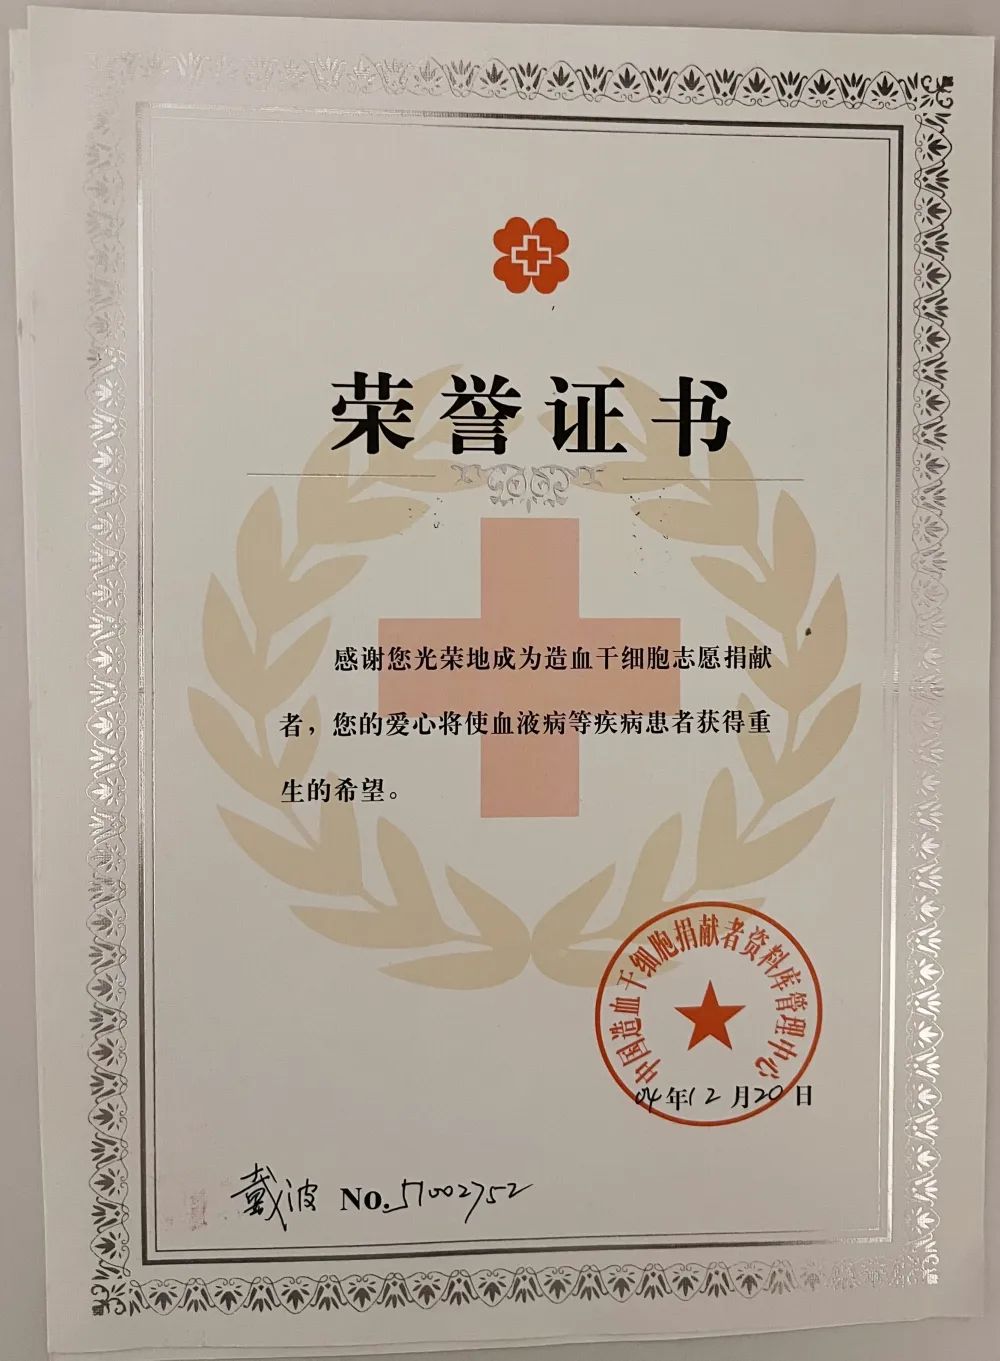 荣誉证书
感谢您光荣地成为造血干细胞志愿捐献
者，您的爱心将使血液病等疾病患者获得重
生的希望。
中国造血干细胞捐献者资料库管理中心
04年12月20日
戴波 No.51002752